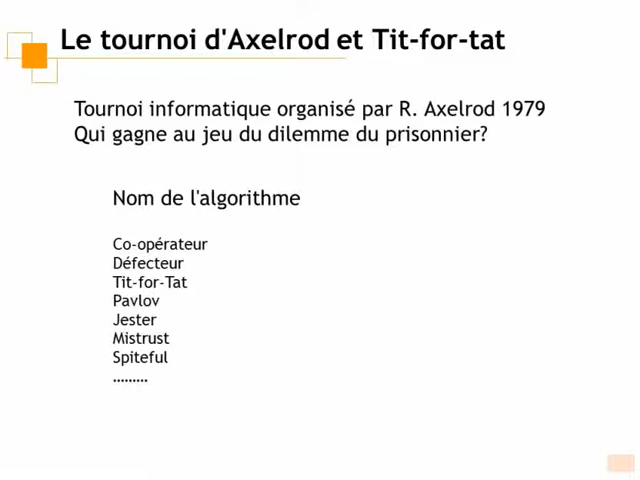 Le tournoi d'Axelrod et Tit-for-tat
Tournoi informatique organisé par R. Axelrod 1979
Qui gagne au jeu du dilemme du prisonnier?
Nom de l'algorithme
Co-opérateur
Défecteur
Tit-for-Tat
Pavlov
Jester
Mistrust
Spiteful
.........